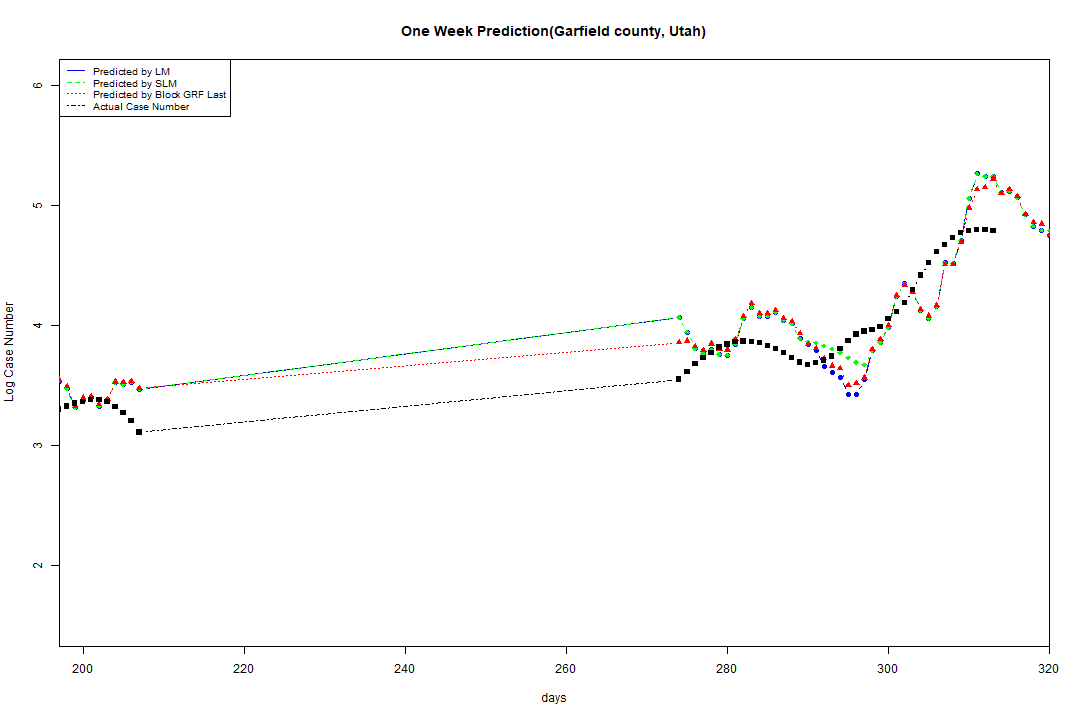 One Week Prediction(Garfield county, Utah)
Predicted by LM
Predicted by SLM
Predicted by Block GRF Last
Actual Case Number
6
5
4
3
2
Log Case Number
200 220 240 260 280 300 320
days